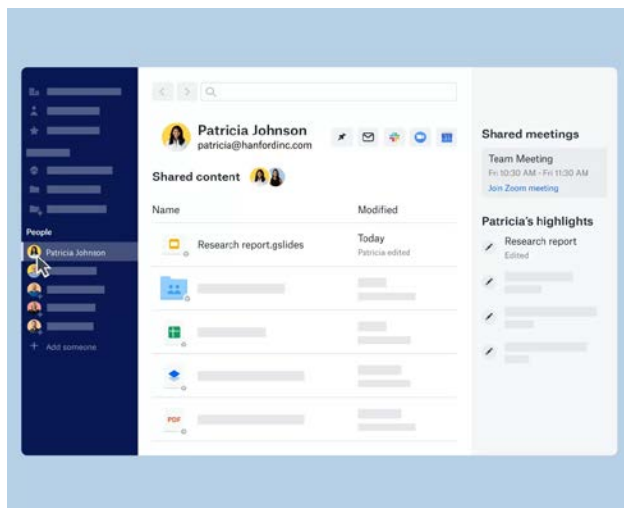 People
Patricia Johnson
Add someone
Patricia Johnson
patricia@hanfordinc.com
Shared content
Name
Modified
Research report.gslides
Today
Patricia edited
PDF
Shared meetings
Team Meeting
Fri 10:30 AM - Fri 11:30 AM
Join Zoom meeting
Patricia's highlights
Research report
Edited